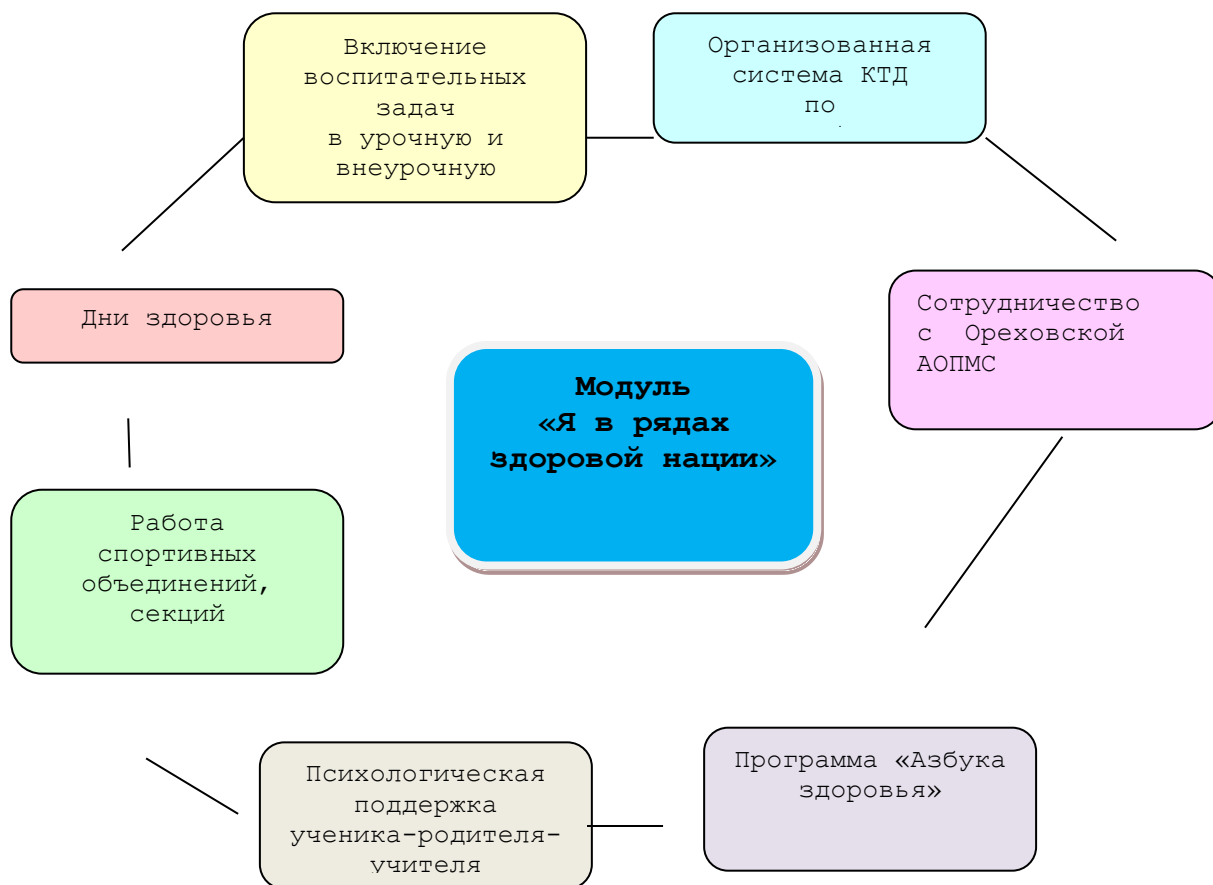 Включение
воспитательных
задач
в урочную и
внеурочную
Организованная
система КТД
по
Дни здоровья
Сотрудничество
с Ореховской
АОПМС
Модуль
«Я в рядах
здоровой нации»
Работа
спортивных
объединений,
секций
Психологическая
поддержка
ученика-родителя-
учителя
Программа «Азбука
здоровья»